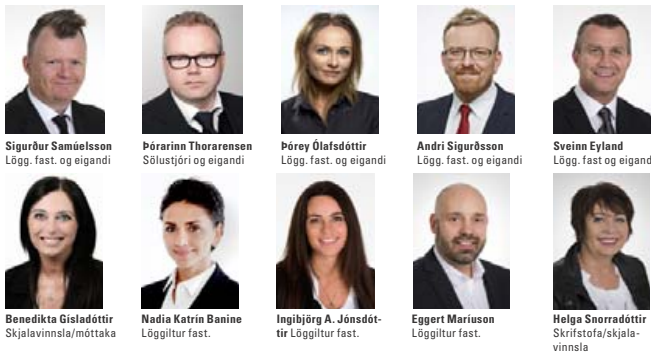 Sigurður Samúelsson
Lögg. fast. og eigandi
Þórarinn Thorarensen
Sölustjóri og eigandi
Þórey Ólafsdóttir
Lögg. fast. og eigandi
Andri Sigurðsson
Lögg. fast. og eigandi
Sveinn Eyland
Lögg. fast og eigand
Benedikta Gísladóttir
Skjalavinnsla/móttaka
Nadia Katrín Banine
Löggiltur fast.
Ingibjörg A. Jónsdót-
tir Löggiltur fast.
Eggert Maríuson
Löggiltur fast.
Helga Snorradóttir
Skrifstofa/skjala-
vinnsla